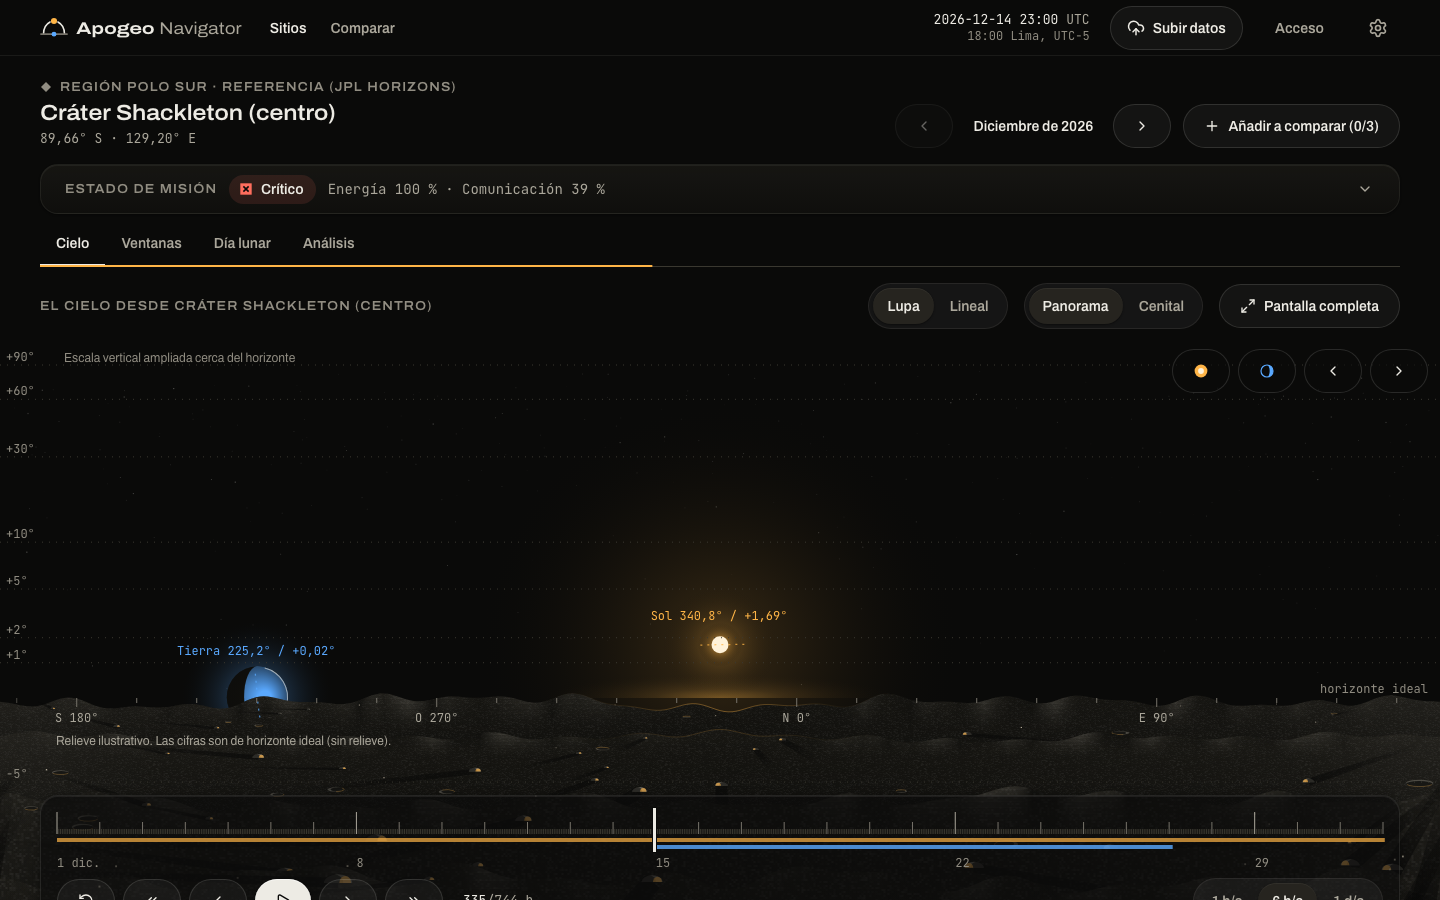 Apogeo Navigator
Sitios
Comparar
2026-12-14 23:00 UTC
18:00 Lima, UTC-5
Subir datos
Acceso
REGIÓN POLO SUR · REFERENCIA (JPL HORIZONS)
Cráter Shackleton (centro)
89,66° S · 129,20° E
Diciembre de 2026
Añadir a comparar (0/3)
ESTADO DE MISIÓN
Crítico
Energía 100 % · Comunicación 39 %
Cielo
Ventanas
Día lunar
Análisis
EL CIELO DESDE CRÁTER SHACKLETON (CENTRO)
Lupa
Lineal
Panorama
Cenital
Pantalla completa
+90°
Escala vertical ampliada cerca del horizonte
+60°
+30°
+10°
+5°
Sol 340,8° / +1,69°
+2°
Tierra 225,2° / +0,02°
+1°
horizonte ideal
S 180°
O 270°
N 0°
E 90°
Relieve ilustrativo. Las cifras son de horizonte ideal (sin relieve).
-5°
1 dic.
8
15
22
29
335/744 h
1 h/s
6 h/s
1 d/s